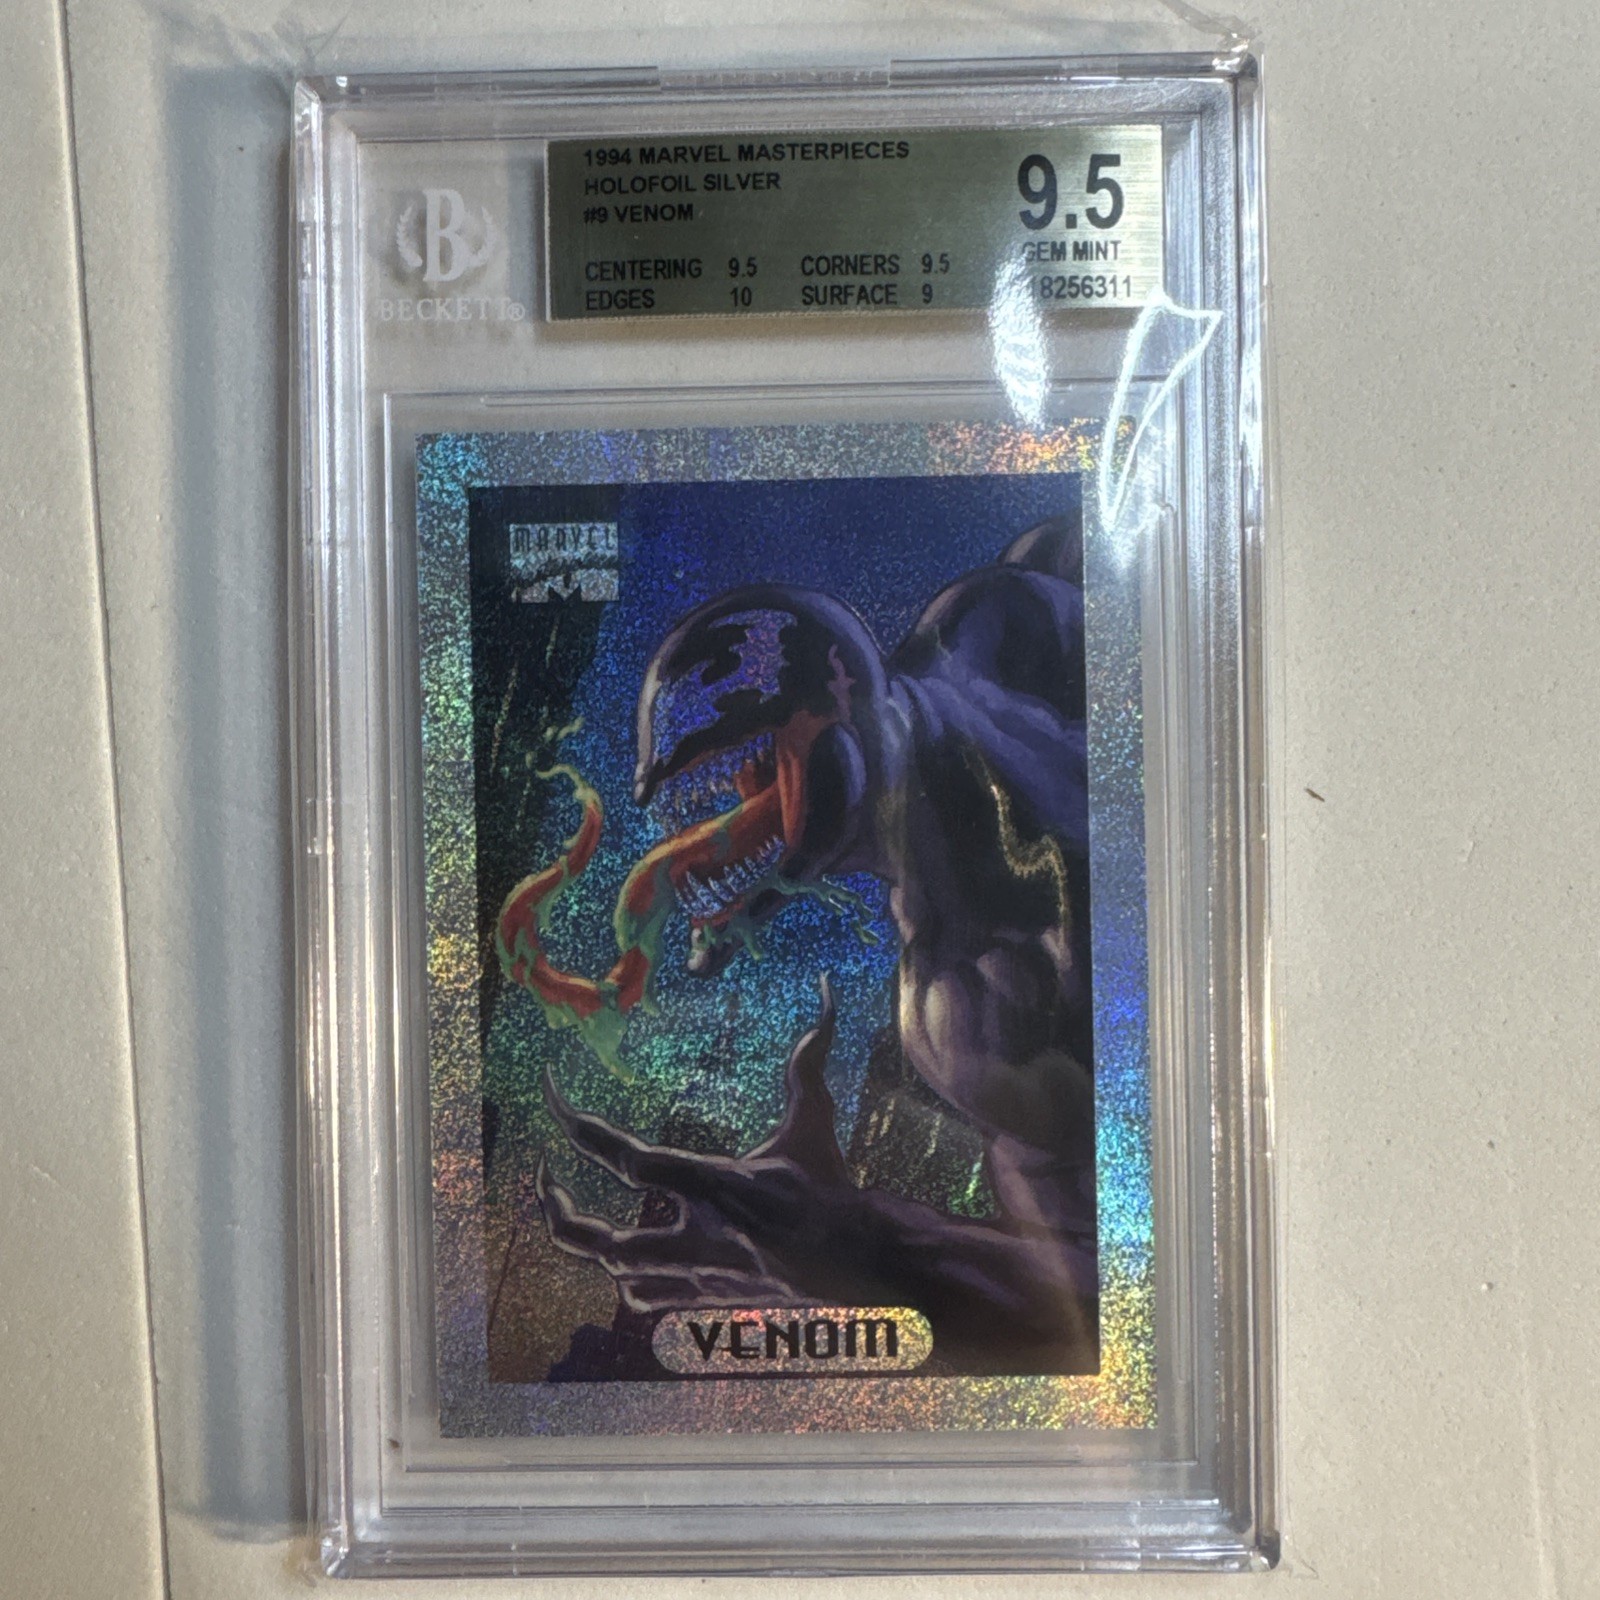 1994 MARVEL MASTERPIECES
HOLOFOIL SILVER
#9 VENOM
9.5
GEM MINT
CENTERING 9.5 CORNERS 9.5
EDGES 10 SURFACE 9
18256311
B
BECKETT®
MARVEL
VENOM